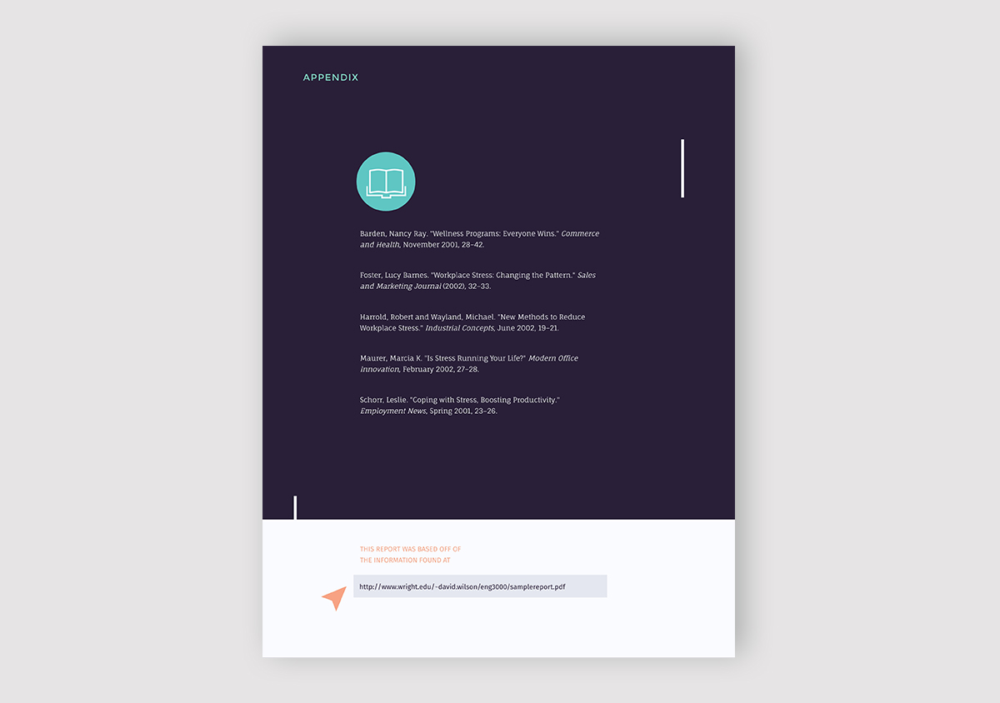 APPENDIX
Barden, Nancy Ray. "Wellness Programs: Everyone Wins." Commerce
and Health, November 2001, 28–42.
Foster, Lucy Barnes. "Workplace Stress: Changing the Pattern." Sales
and Marketing Journal (2002), 32–33.
Harrold, Robert and Wayland, Michael. "New Methods to Reduce
Workplace Stress." Industrial Concepts, June 2002, 19–21.
Maurer, Marcia K. "Is Stress Running Your Life?" Modern Office
Innovation, February 2002, 27–28.
Schorr, Leslie. "Coping with Stress, Boosting Productivity."
Employment News, Spring 2001, 23–26.
THIS REPORT WAS BASED OFF OF
THE INFORMATION FOUND AT
http://www.wright.edu/~david.wilson/eng3000/samplereport.pdf